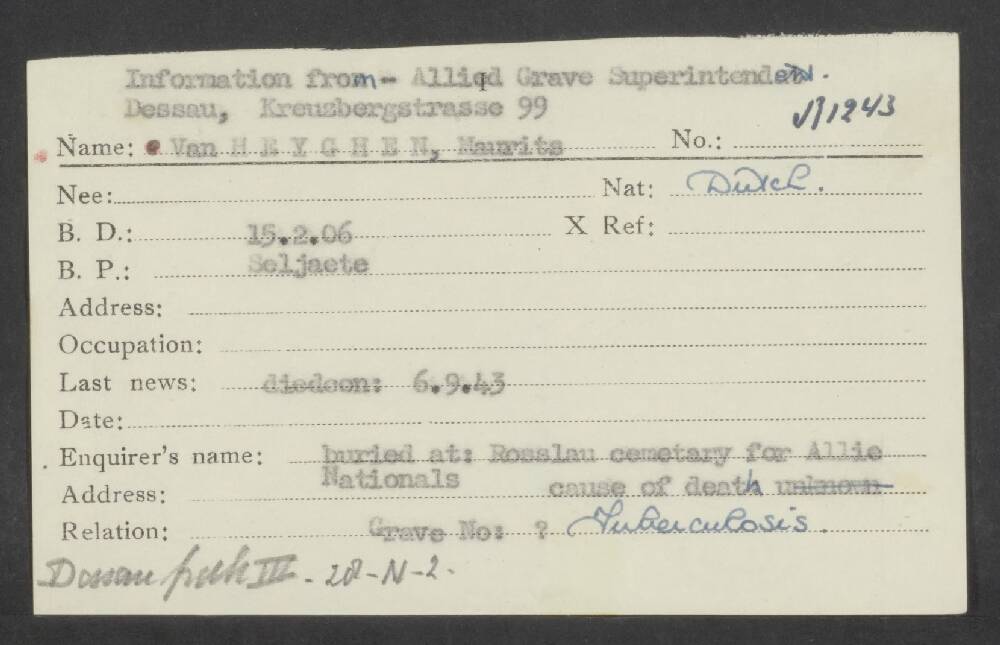 Information from - Alliqd Grave Superintenden.
Dessau, Kreuzbergstrasse 99
1243
Name: Van H E Y G H E N, Maurits No.:
Nee: Nat: Dutch.
B. D.: 15.2.06 X Ref:
B. P.: Seljaete
Address:
Occupation:
Last news: diedoon: 6.9.43
Date:
Enquirer's name: buried at: Rosslau cemetary for Allie
Nationals
Address: cause of death unknown
Relation: Grave No: ? Tuberculosis.
Dessau III - 28-N-2.